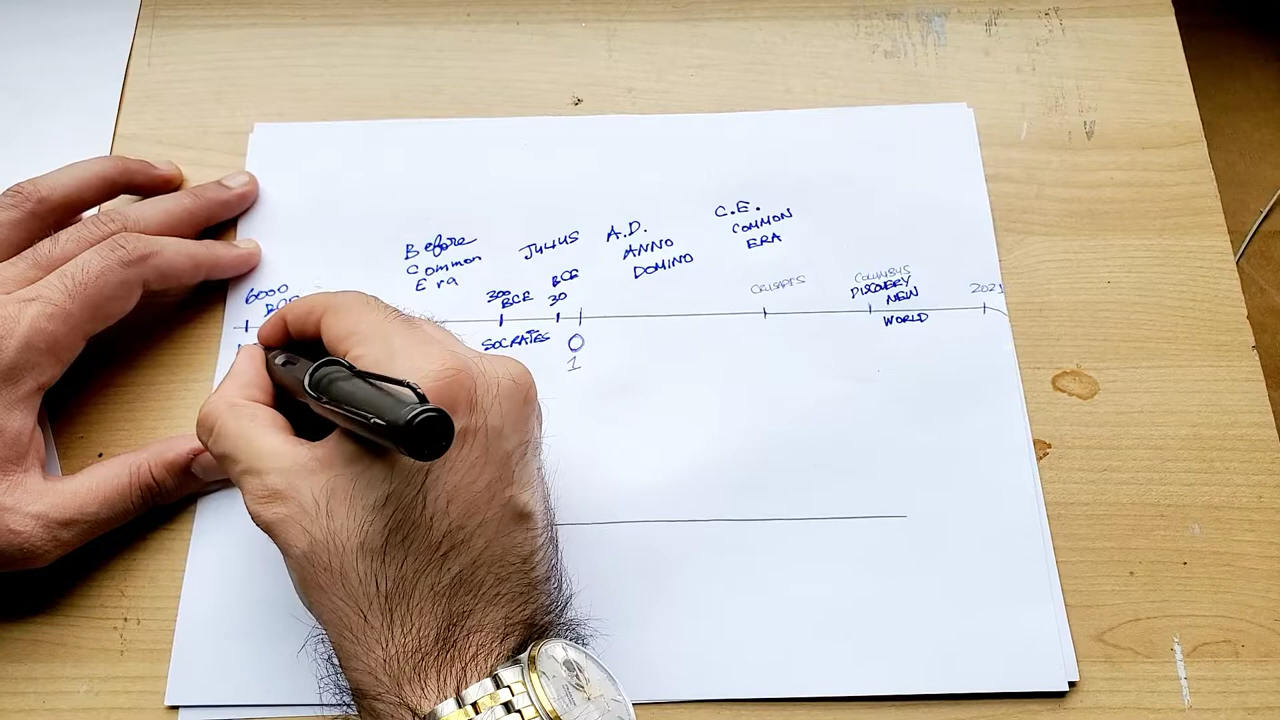 C.E.
COMMON
ERA
A.D.
ANNO
DOMINO
Before
Common
Era
JULIUS
6000
BCE
300
BCE
BCE
30
CRUSADES
COLUMBUS
DISCOVERY
NEW
WORLD
2021
SOCRATES
0
1